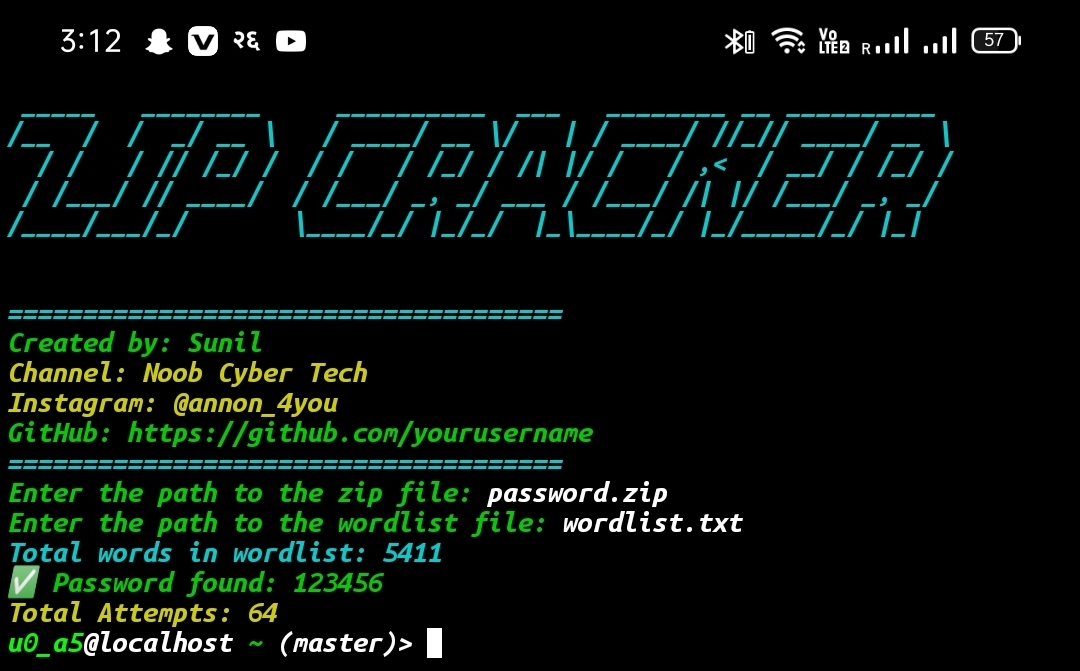 3:12 २६ Vo LTE2 R 57
ZIP CRACKER
=====================================
Created by: Sunil
Channel: Noob Cyber Tech
Instagram: @annon_4you
GitHub: https://github.com/yourusername
=====================================
Enter the path to the zip file: password.zip
Enter the path to the wordlist file: wordlist.txt
Total words in wordlist: 5411
✅ Password found: 123456
Total Attempts: 64
u0_a5@localhost ~ (master)>